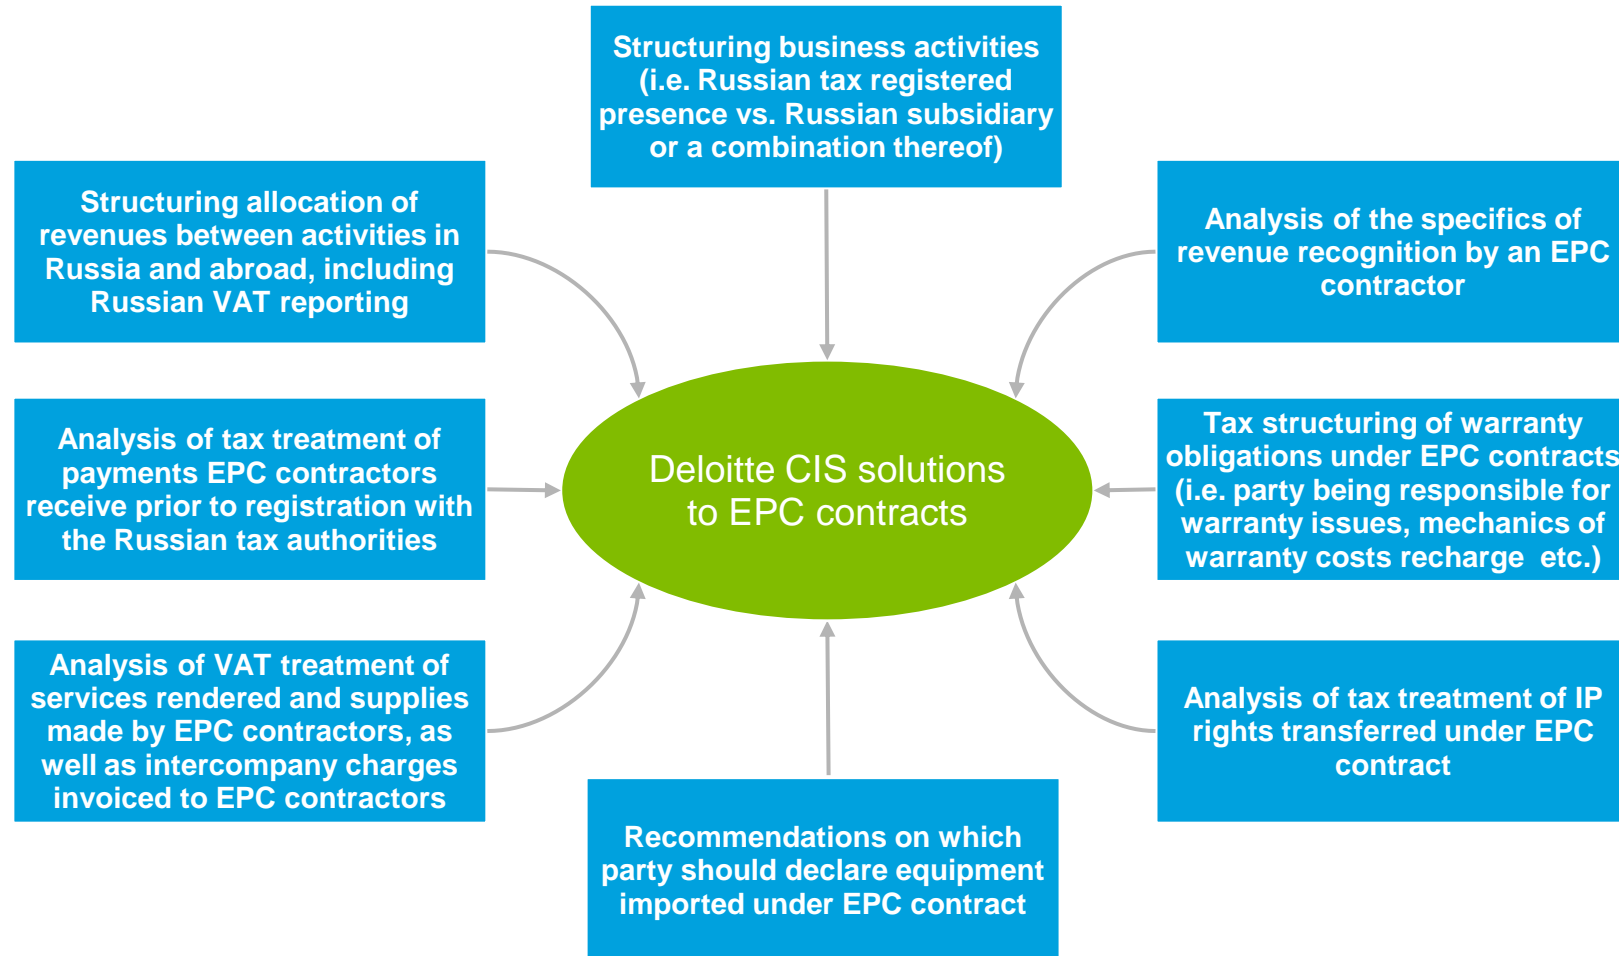 Structuring business activities
(i.e. Russian tax registered
presence vs. Russian subsidiary
or a combination thereof)
Structuring allocation of
revenues between activities in
Russia and abroad, including
Russian VAT reporting
Analysis of the specifics of
revenue recognition by an EPC
contractor
Analysis of tax treatment of
payments EPC contractors
receive prior to registration with
the Russian tax authorities
Deloitte CIS solutions
to EPC contracts
Tax structuring of warranty
obligations under EPC contracts
(i.e. party being responsible for
warranty issues, mechanics of
warranty costs recharge  etc.)
Analysis of VAT treatment of
services rendered and supplies
made by EPC contractors, as
well as intercompany charges
invoiced to EPC contractors
Analysis of tax treatment of IP
rights transferred under EPC
contract
Recommendations on which
party should declare equipment
imported under EPC contract